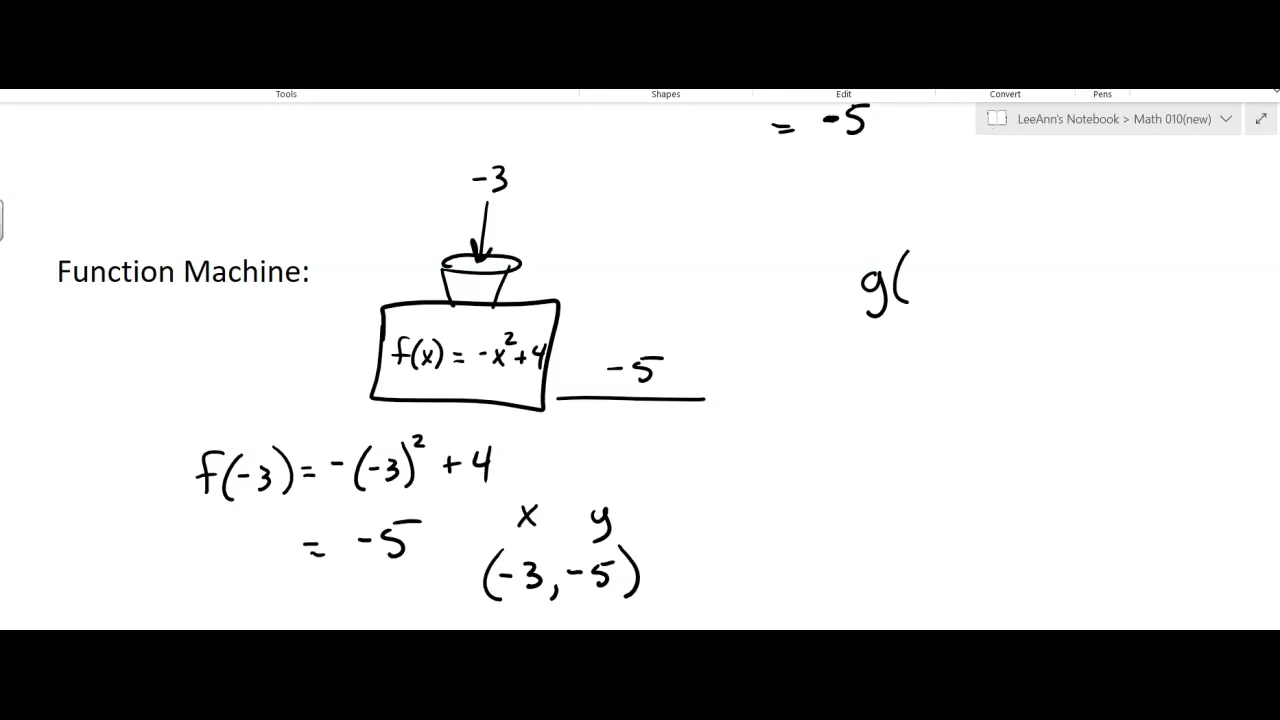 Tools Shapes Edit Convert Pens
LeeAnn's Notebook > Math 010(new)
= -5
-3
Function Machine:
g(
f(x) = -x²+4
-5
f(-3) = -(-3)² + 4
= -5
x y
(-3, -5)